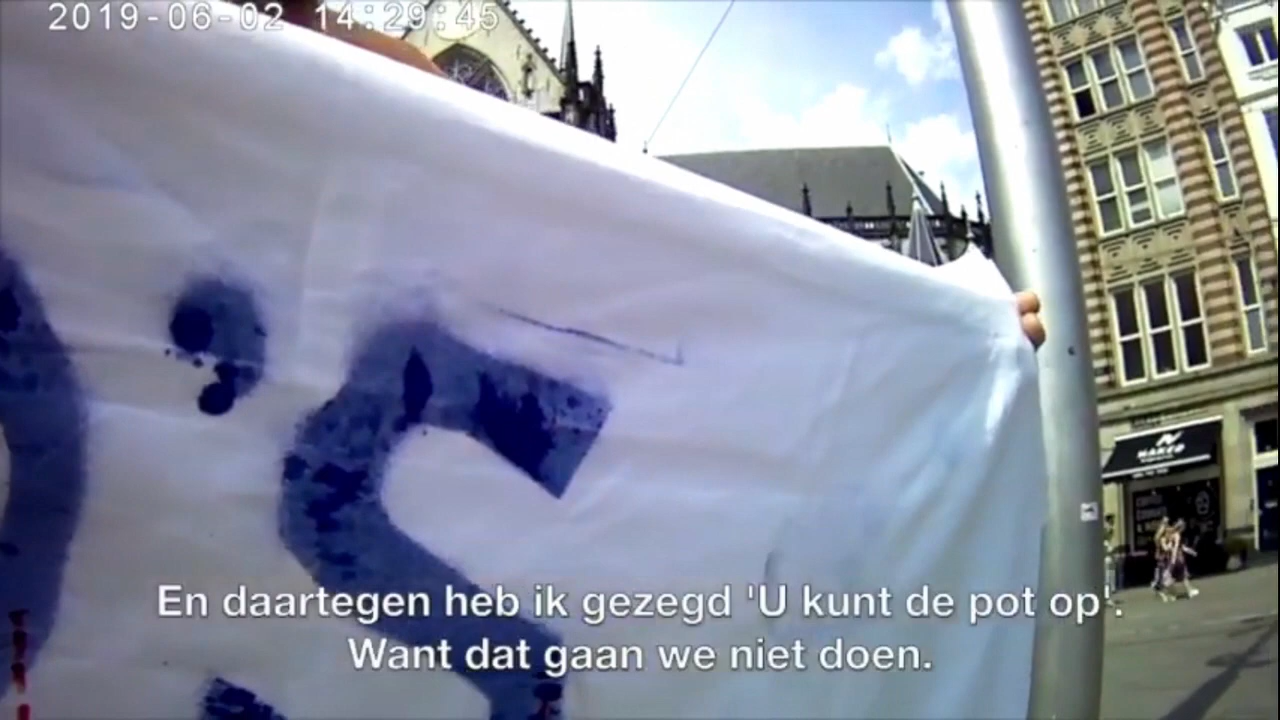 2019-06-02 14:29:45
's
NAKED
En daartegen heb ik gezegd 'U kunt de pot op'.
Want dat gaan we niet doen.